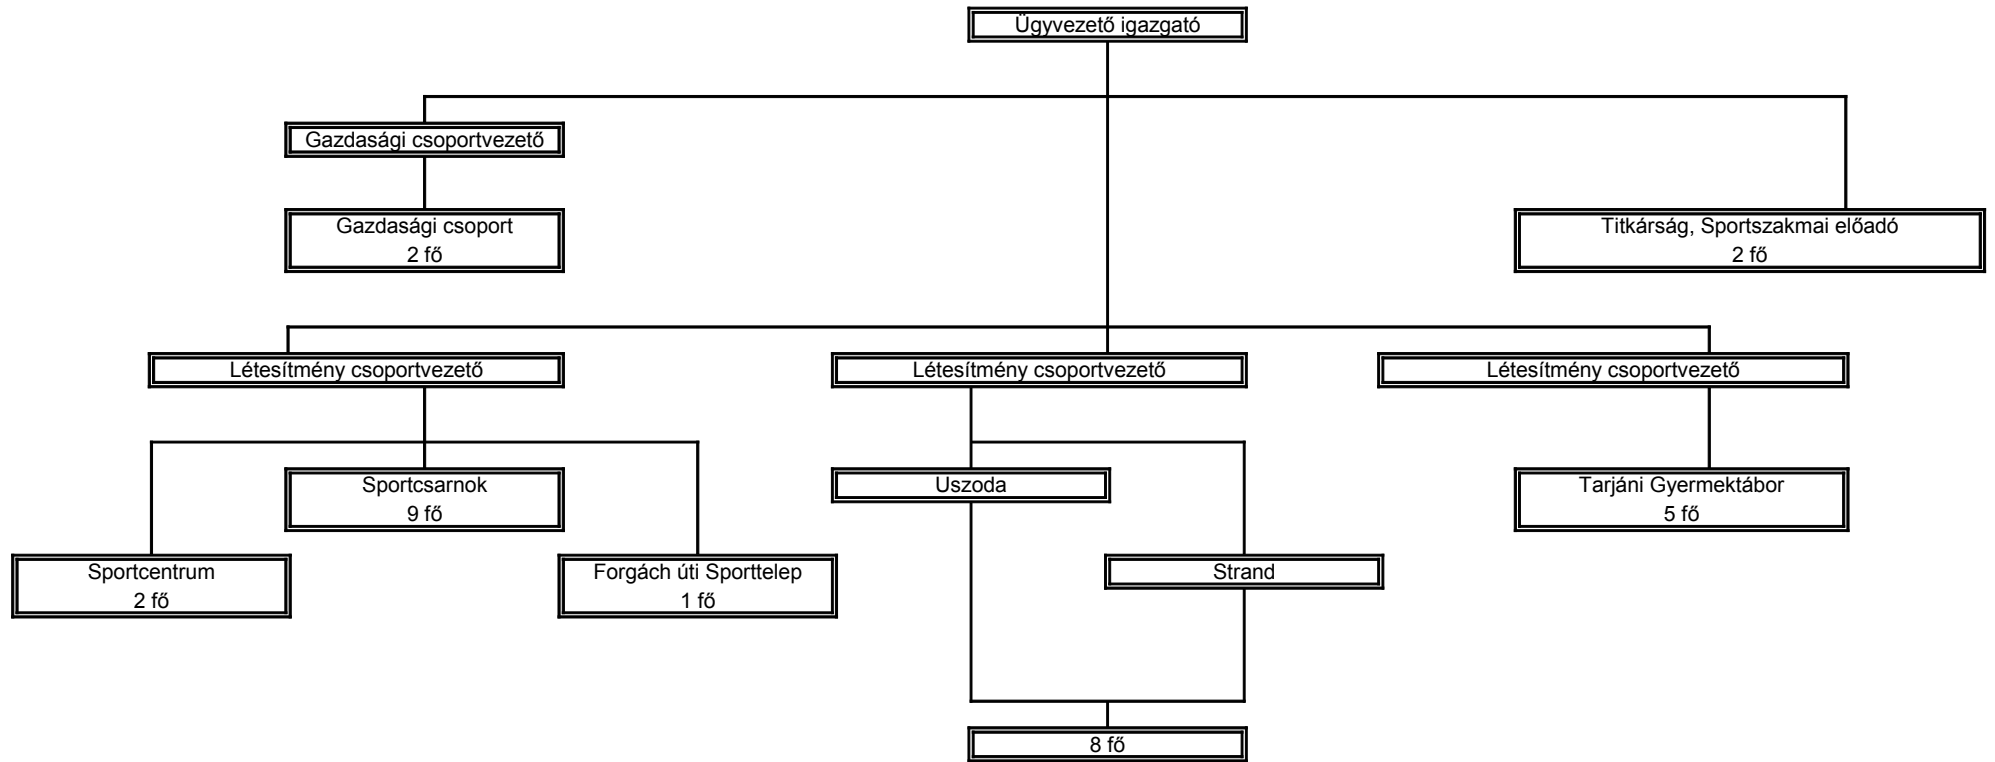 Ügyvezető igazgató
Gazdasági csoportvezető
Gazdasági csoport
2 fő
Titkárság, Sportszakmai előadó
2 fő
Létesítmény csoportvezető
Létesítmény csoportvezető
Létesítmény csoportvezető
Sportcsarnok
9 fő
Uszoda
Tarjáni Gyermektábor
5 fő
Sportcentrum
2 fő
Forgách úti Sporttelep
1 fő
Strand
8 fő